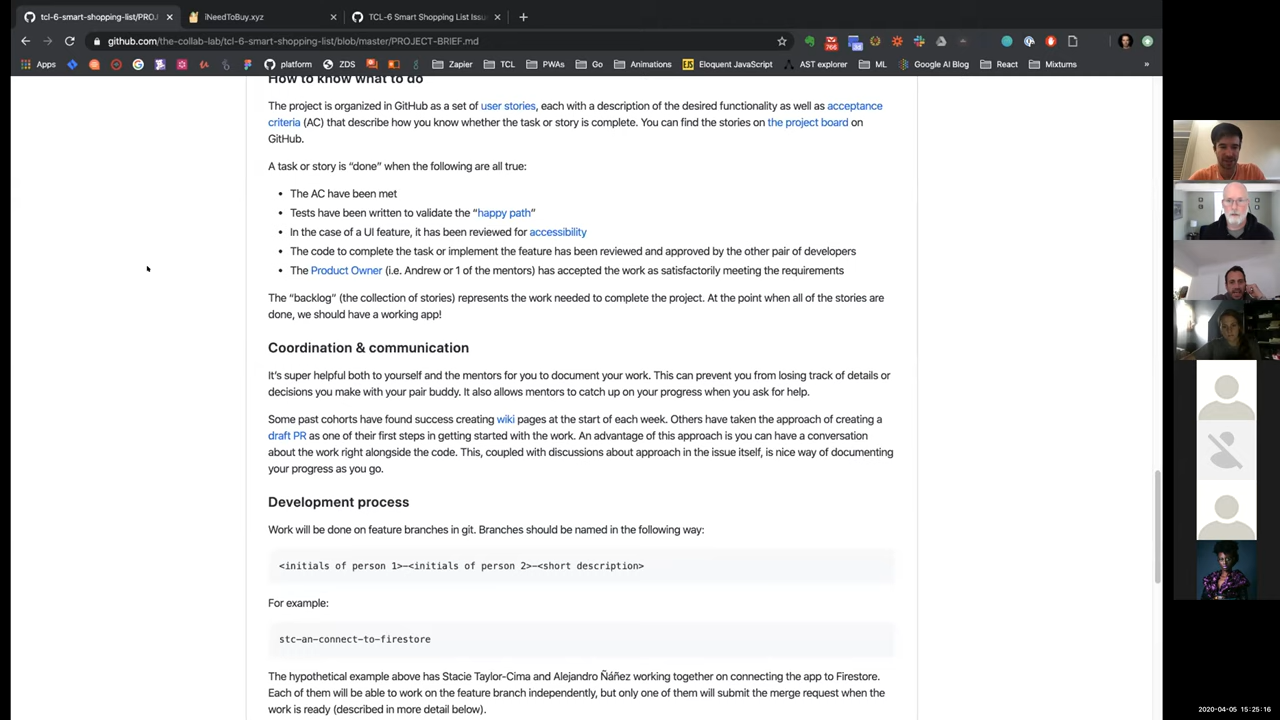 tcl-6-smart-shopping-list/PROJ
iNeedToBuy.xyz
TCL-6 Smart Shopping List Issu
github.com/the-collab-lab/tcl-6-smart-shopping-list/blob/master/PROJECT-BRIEF.md
Apps
platform
ZDS
Zapier
TCL
PWAs
Go
Animations
Eloquent JavaScript
AST explorer
ML
Google AI Blog
React
Mixtums
»
How to know what to do
The project is organized in GitHub as a set of user stories, each with a description of the desired functionality as well as acceptance
criteria (AC) that describe how you know whether the task or story is complete. You can find the stories on the project board on
GitHub.
A task or story is “done” when the following are all true:
• The AC have been met
• Tests have been written to validate the “happy path”
• In the case of a UI feature, it has been reviewed for accessibility
• The code to complete the task or implement the feature has been reviewed and approved by the other pair of developers
• The Product Owner (i.e. Andrew or 1 of the mentors) has accepted the work as satisfactorily meeting the requirements
The “backlog” (the collection of stories) represents the work needed to complete the project. At the point when all of the stories are
done, we should have a working app!
Coordination & communication
It’s super helpful both to yourself and the mentors for you to document your work. This can prevent you from losing track of details or
decisions you make with your pair buddy. It also allows mentors to catch up on your progress when you ask for help.
Some past cohorts have found success creating wiki pages at the start of each week. Others have taken the approach of creating a
draft PR as one of their first steps in getting started with the work. An advantage of this approach is you can have a conversation
about the work right alongside the code. This, coupled with discussions about approach in the issue itself, is nice way of documenting
your progress as you go.
Development process
Work will be done on feature branches in git. Branches should be named in the following way:
<initials of person 1>-<initials of person 2>-<short description>
For example:
stc-an-connect-to-firestore
The hypothetical example above has Stacie Taylor-Cima and Alejandro Ñáñez working together on connecting the app to Firestore.
Each of them will be able to work on the feature branch independently, but only one of them will submit the merge request when the
work is ready (described in more detail below).
2020-04-05 15:25:16